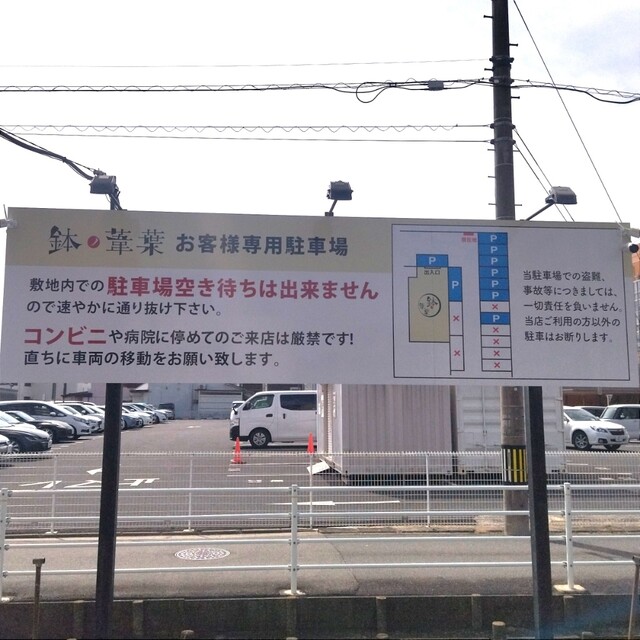 鉢ノ葦葉 お客様専用駐車場
敷地内での駐車場空き待ちは出来ません
ので速やかに通り抜け下さい。
コンビニや病院に停めてのご来店は厳禁です!
直ちに車両の移動をお願い致します。
P
出入口
P
P
P
P
P
P
P
P
P
当駐車場での盗難、
事故等につきましては、
一切責任を負いません。
当店ご利用の方以外の
駐車はお断りします。